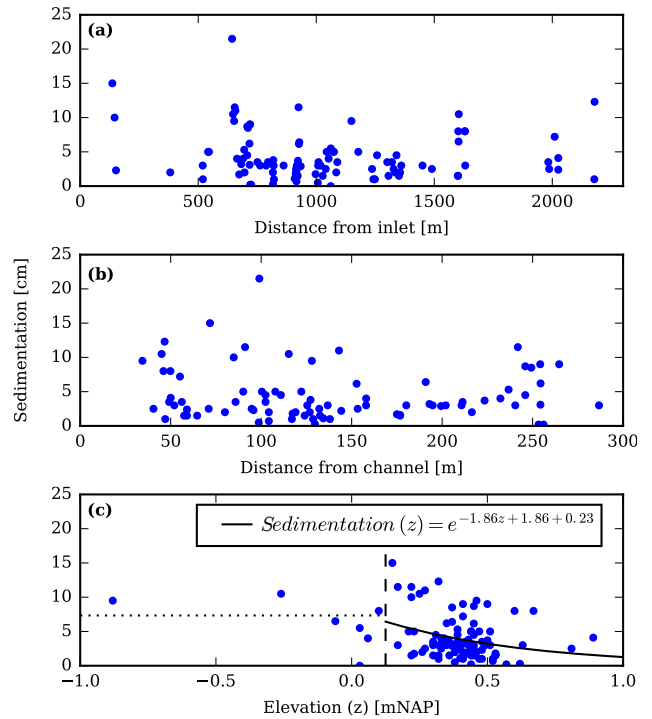 25
20
15
10
5
0
(a)
0 500 1000 1500 2000
Distance from inlet [m]
Sedimentation [cm]
25
20
15
10
5
0
(b)
0 50 100 150 200 250 300
Distance from channel [m]
25
20
15
10
5
0
(c)
Sedimentation (z) = e^{−1.86z+1.86+0.23}
−1.0 −0.5 0.0 0.5 1.0
Elevation (z) [mNAP]